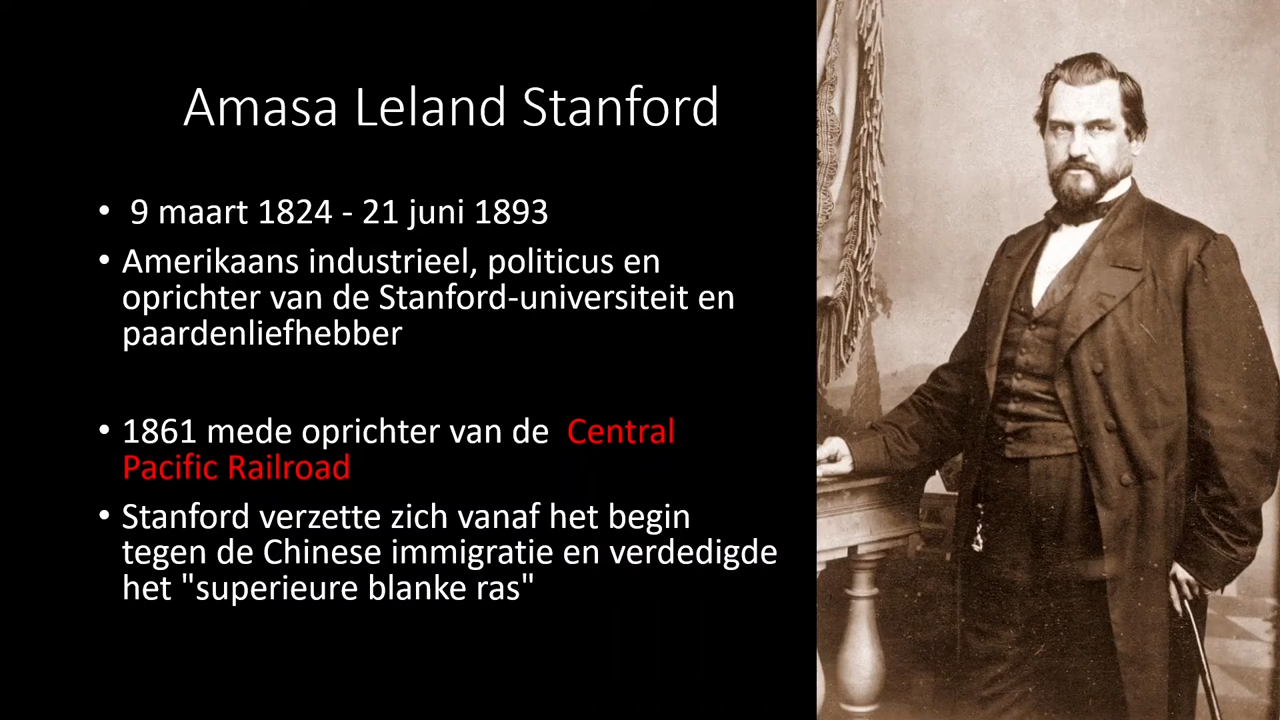 Amasa Leland Stanford
• 9 maart 1824 - 21 juni 1893
• Amerikaans industrieel, politicus en
oprichter van de Stanford-universiteit en
paardenliefhebber
• 1861 mede oprichter van de Central
Pacific Railroad
• Stanford verzette zich vanaf het begin
tegen de Chinese immigratie en verdedigde
het "superieure blanke ras"